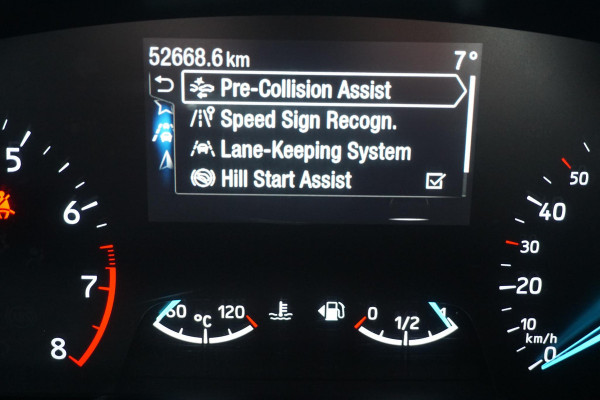 52668.6 km 7°
Pre-Collision Assist
Speed Sign Recogn.
Lane-Keeping System
Hill Start Assist
5
6
7
8
60 °C 120
0 1/2 1
50
40
30
20
10
km/h
0